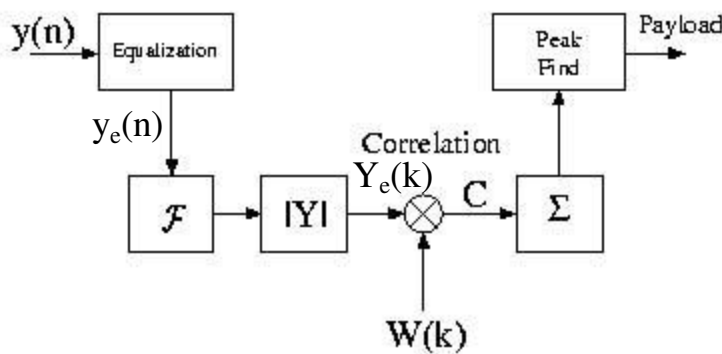 y(n)
Equalization
Peak
Find
Payload
yₑ(n)
Correlation
Yₑ(k)
ℱ
|Y|
C
Σ
W(k)